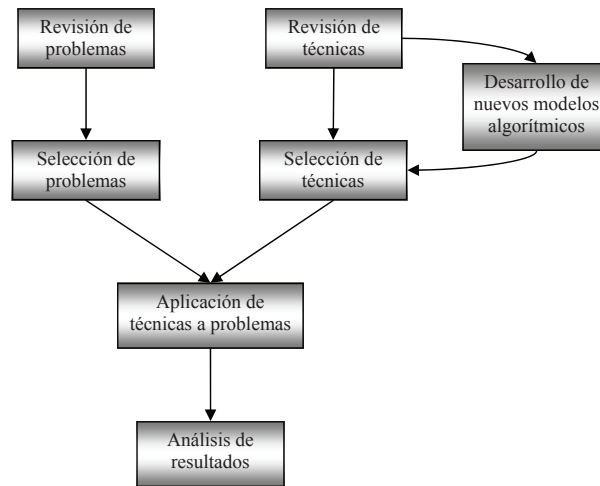 Revisión de
problemas
Revisión de
técnicas
Desarrollo de
nuevos modelos
algorítmicos
Selección de
problemas
Selección de
técnicas
Aplicación de
técnicas a problemas
Análisis de
resultados